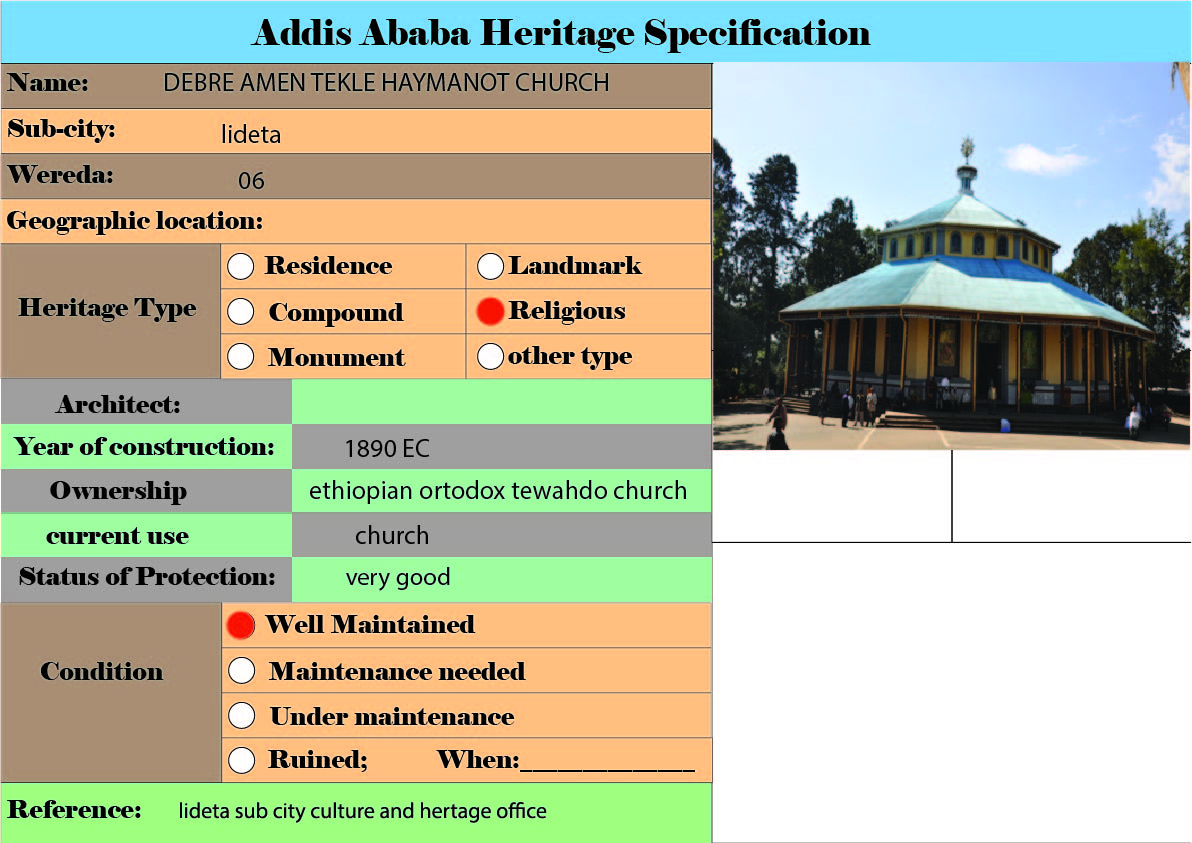 Addis Ababa Heritage Specification
Name: DEBRE AMEN TEKLE HAYMANOT CHURCH
Sub-city: lideta
Wereda: 06
Geographic location:
Heritage Type
Residence
Landmark
Compound
Religious
Monument
other type
Architect:
Year of construction: 1890 EC
Ownership ethiopian ortodox tewahdo church
current use church
Status of Protection: very good
Condition
Well Maintained
Maintenance needed
Under maintenance
Ruined; When:______________
Reference: lideta sub city culture and hertage office